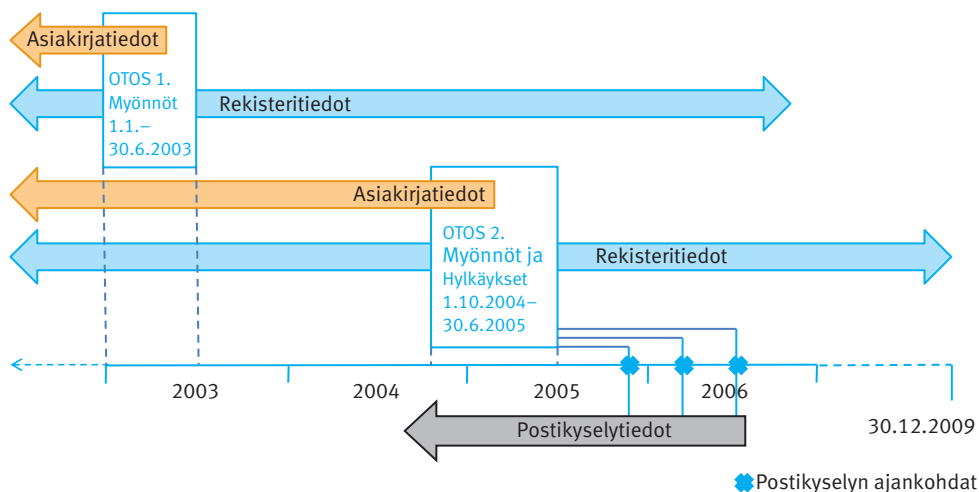 Asiakirjatiedot
OTOS 1.
Myönnöt
1.1.–
30.6.2003
Rekisteritiedot
Asiakirjatiedot
OTOS 2.
Myönnöt ja
Hylkäykset
1.10.2004–
30.6.2005
Rekisteritiedot
2003
2004
2005
2006
30.12.2009
Postikyselytiedot
Postikyselyn ajankohdat